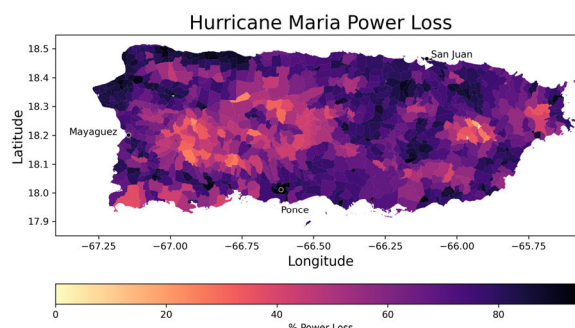 Hurricane Maria Power Loss
18.5
18.4
18.3
18.2
18.1
18.0
17.9
Latitude
San Juan
Mayaguez
Ponce
−67.25 −67.00 −66.75 −66.50 −66.25 −66.00 −65.75
Longitude
0 20 40 60 80
% Power Loss